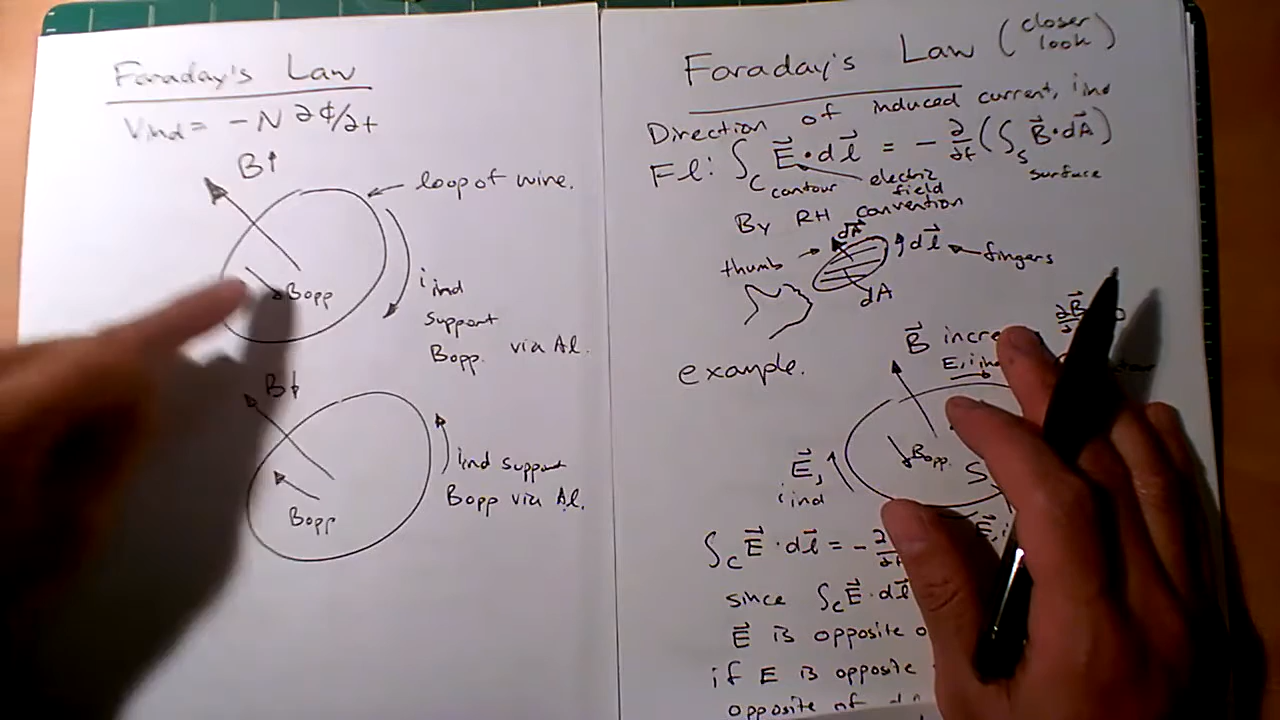 Faraday's Law
Vind = -N ∂¢/∂t
B↑
loop of wire.
Bopp
iind
support
Bopp. via Al.
B↓
iind support
Bopp via Al.
Bopp
Faraday's Law (closer look)
Direction of induced current, iind
Fl: ∫c E⃗ • dl⃗ = - ∂/∂t (∫s B⃗ • dA⃗)
contour electric field surface
By RH convention
dA⃗
thumb dl⃗ fingers
dA
example.
B⃗
E, iind
Bopp. S
E⃗,
iind
∫c E⃗ • dl⃗ = -
since ∫c E⃗ • dl⃗
E⃗ is opposite
if E is opposite
opposite of